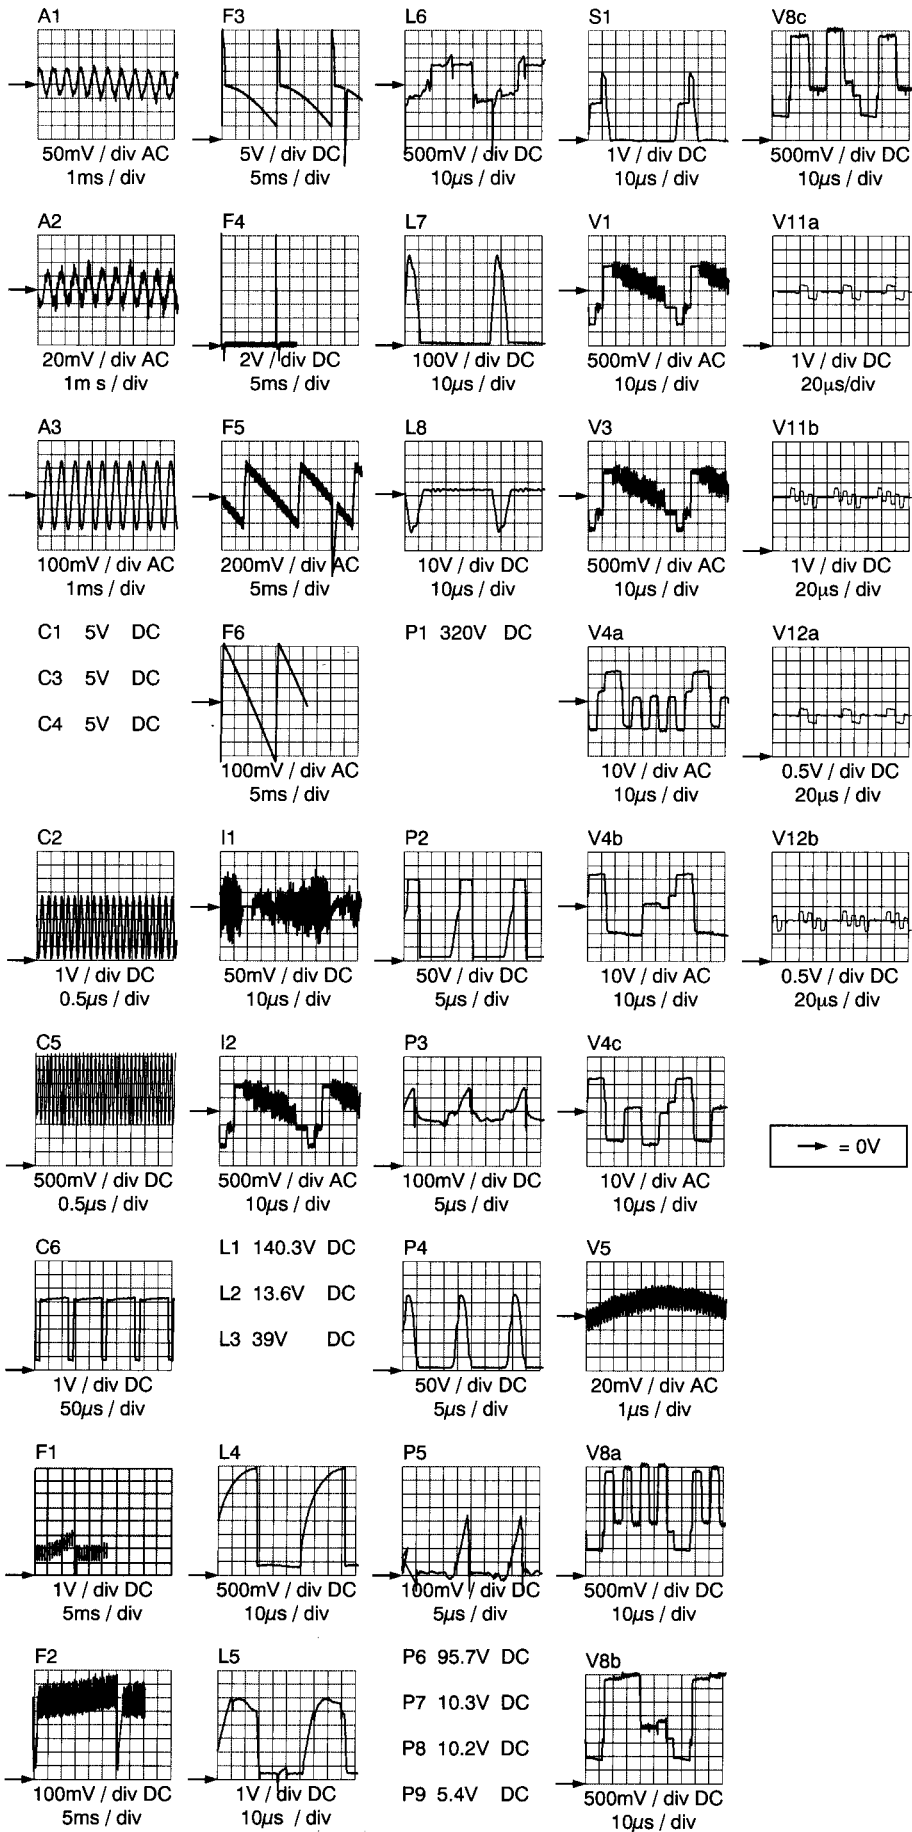 A1
50mV / div AC
1ms / div
F3
5V / div DC
5ms / div
L6
500mV / div DC
10µs / div
S1
1V / div DC
10µs / div
V8c
500mV / div DC
10µs / div
A2
20mV / div AC
1m s / div
F4
2V / div DC
5ms / div
L7
100V / div DC
10µs / div
V1
500mV / div AC
10µs / div
V11a
1V / div DC
20µs/div
A3
100mV / div AC
1ms / div
F5
200mV / div AC
5ms / div
L8
10V / div DC
10µs / div
V3
500mV / div AC
10µs / div
V11b
1V / div DC
20µs / div
C1 5V DC
C3 5V DC
C4 5V DC
F6
100mV / div AC
5ms / div
P1 320V DC
V4a
10V / div AC
10µs / div
V12a
0.5V / div DC
20µs / div
C2
1V / div DC
0.5µs / div
I1
50mV / div DC
10µs / div
P2
50V / div DC
5µs / div
V4b
10V / div AC
10µs / div
V12b
0.5V / div DC
20µs / div
C5
500mV / div DC
0.5µs / div
I2
500mV / div AC
10µs / div
P3
100mV / div DC
5µs / div
V4c
10V / div AC
10µs / div
→ = 0V
C6
1V / div DC
50µs / div
L1 140.3V DC
L2 13.6V DC
L3 39V DC
P4
50V / div DC
5µs / div
V5
20mV / div AC
1µs / div
F1
1V / div DC
5ms / div
L4
500mV / div DC
10µs / div
P5
100mV / div DC
5µs / div
V8a
500mV / div DC
10µs / div
F2
100mV / div DC
5ms / div
L5
1V / div DC
10µs / div
P6 95.7V DC
P7 10.3V DC
P8 10.2V DC
P9 5.4V DC
V8b
500mV / div DC
10µs / div